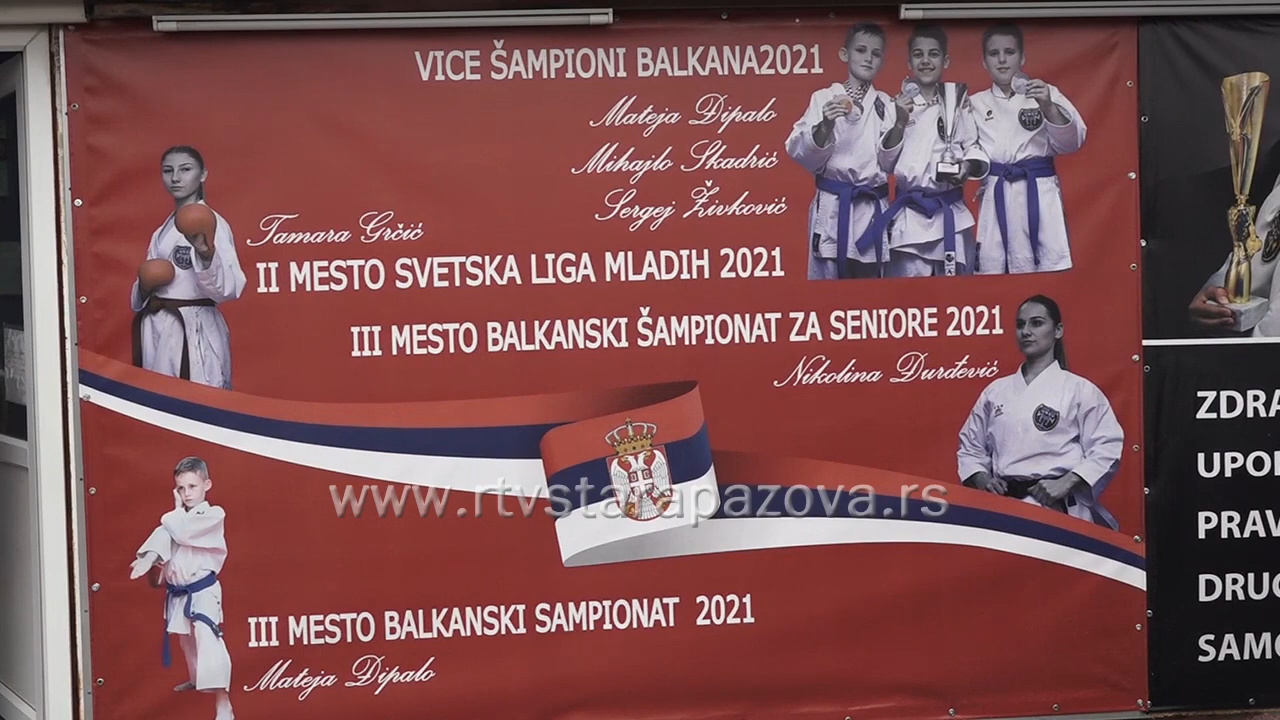 VICE ŠAMPIONI BALKANA2021
Mateja Đipalo
Mihajlo Skadrić
Sergej Živković
Tamara Grčić
II MESTO SVETSKA LIGA MLADIH 2021
III MESTO BALKANSKI ŠAMPIONAT ZA SENIORE 2021
Nikolina Đurđević
www.rtvstarapazova.rs
III MESTO BALKANSKI SAMPIONAT 2021
Mateja Đipalo
ZDRA
UPOR
PRAV
DRUG
SAMO